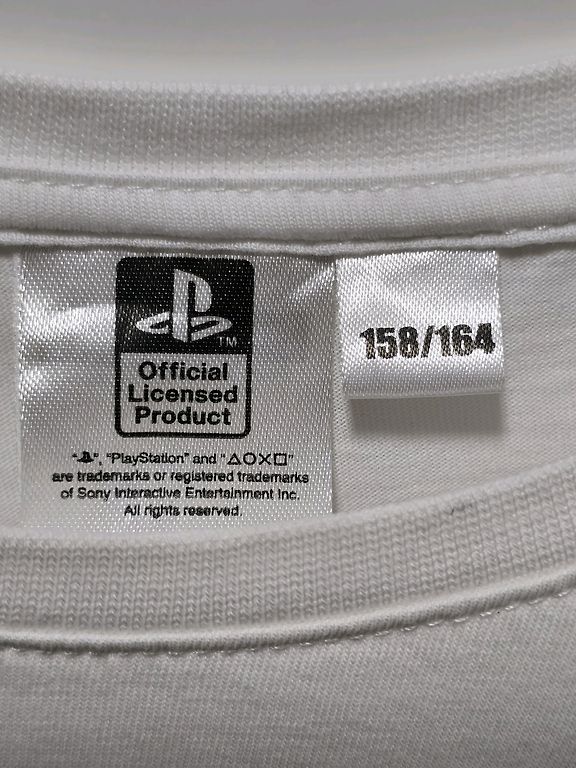 TM
Official
Licensed
Product
158/164
" ", "PlayStation" and "△○×□"
are trademarks or registered trademarks
of Sony Interactive Entertainment Inc.
All rights reserved.